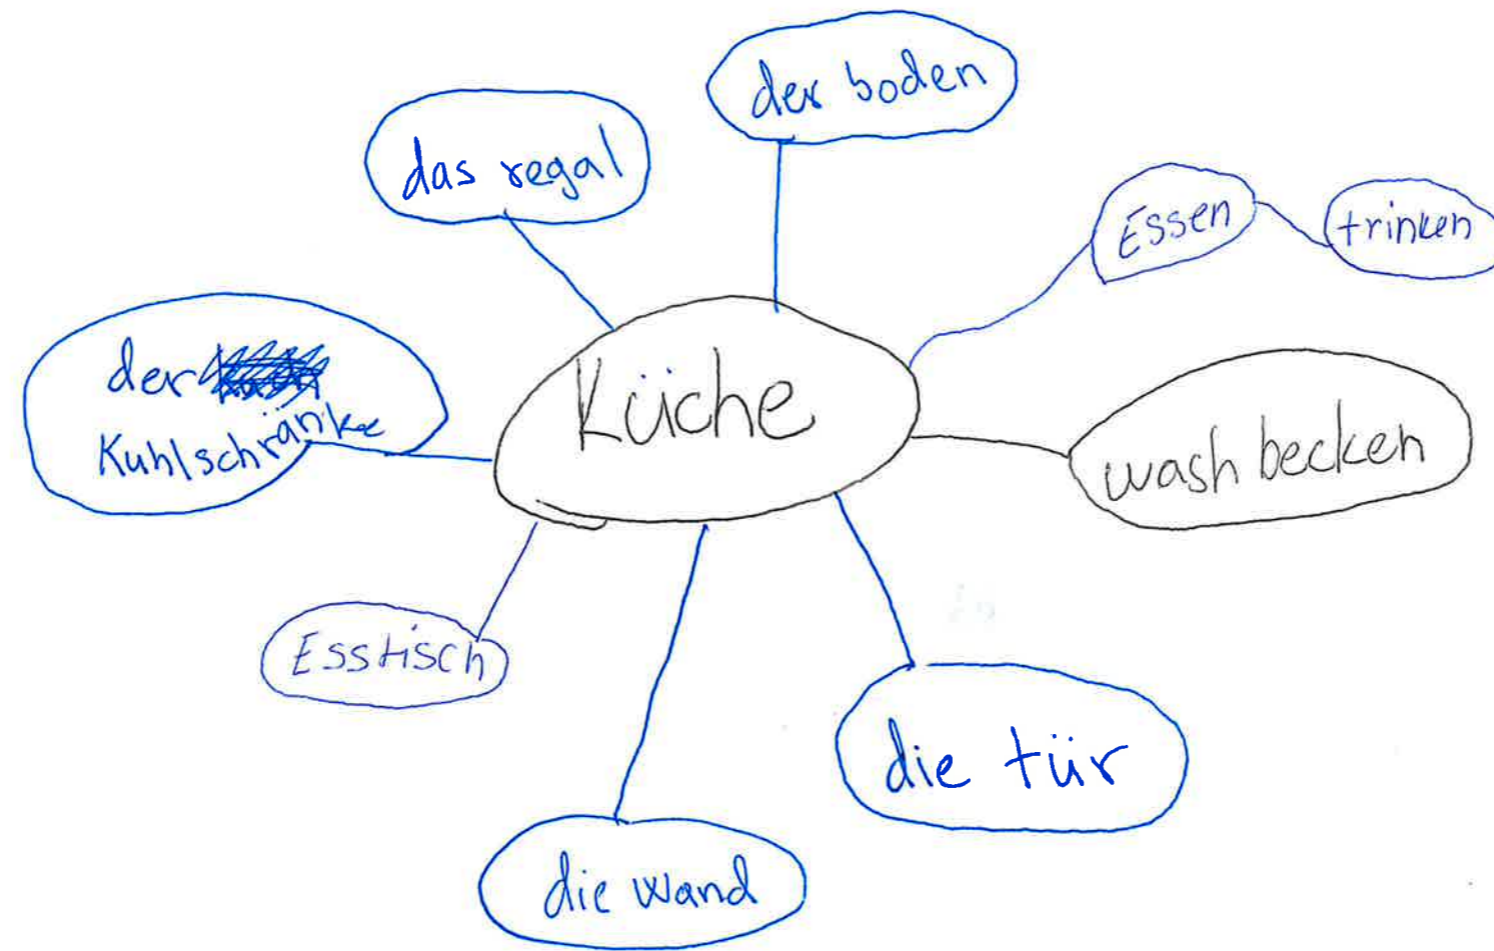 der boden
das regal
Essen
trinken
der
Kuhlschränke
Küche
wash becken
Esstisch
die tür
die wand